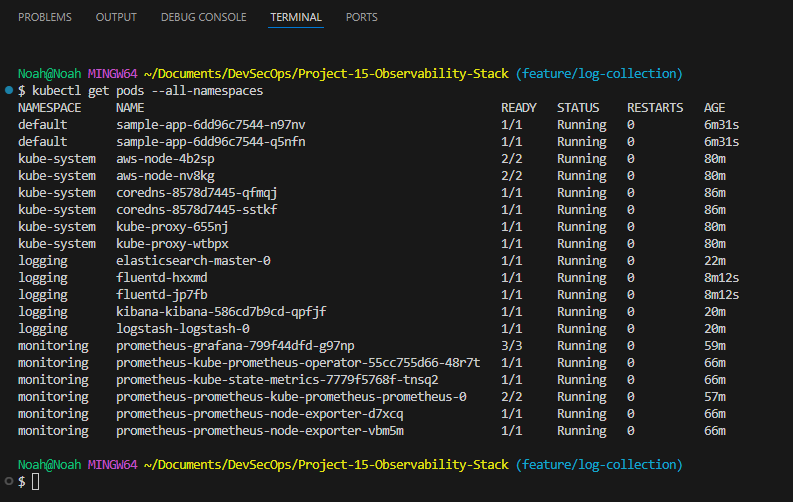 PROBLEMS OUTPUT DEBUG CONSOLE TERMINAL PORTS
Noah@Noah MINGW64 ~/Documents/DevSecOps/Project-15-Observability-Stack (feature/log-collection)
$ kubectl get pods --all-namespaces
NAMESPACE NAME READY STATUS RESTARTS AGE
default sample-app-6dd96c7544-n97nv 1/1 Running 0 6m31s
default sample-app-6dd96c7544-q5nfn 1/1 Running 0 6m31s
kube-system aws-node-4b2sp 2/2 Running 0 80m
kube-system aws-node-nv8kg 2/2 Running 0 80m
kube-system coredns-8578d7445-qfmqj 1/1 Running 0 86m
kube-system coredns-8578d7445-sstkf 1/1 Running 0 86m
kube-system kube-proxy-655nj 1/1 Running 0 80m
kube-system kube-proxy-wtbpx 1/1 Running 0 80m
logging elasticsearch-master-0 1/1 Running 0 22m
logging fluentd-hxxmd 1/1 Running 0 8m12s
logging fluentd-jp7fb 1/1 Running 0 8m12s
logging kibana-kibana-586cd7b9cd-qpfjf 1/1 Running 0 20m
logging logstash-logstash-0 1/1 Running 0 20m
monitoring prometheus-grafana-799f44dfd-g97np 3/3 Running 0 59m
monitoring prometheus-kube-prometheus-operator-55cc755d66-48r7t 1/1 Running 0 66m
monitoring prometheus-kube-state-metrics-7779f5768f-tnsq2 1/1 Running 0 66m
monitoring prometheus-prometheus-kube-prometheus-prometheus-0 2/2 Running 0 57m
monitoring prometheus-prometheus-node-exporter-d7xcq 1/1 Running 0 66m
monitoring prometheus-prometheus-node-exporter-vbm5m 1/1 Running 0 66m
Noah@Noah MINGW64 ~/Documents/DevSecOps/Project-15-Observability-Stack (feature/log-collection)
$